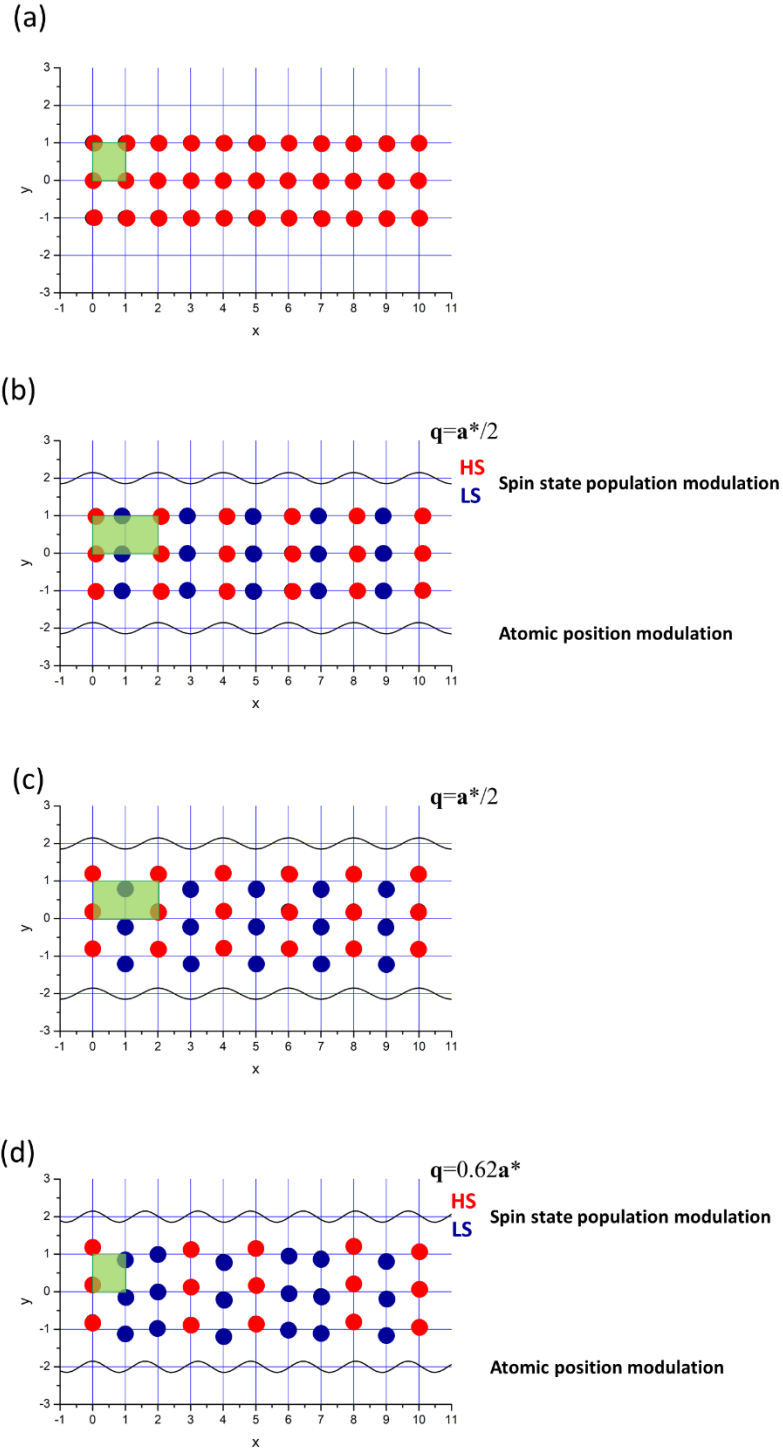 (a)
3
2
1
0
-1
-2
-3
y
-1 0 1 2 3 4 5 6 7 8 9 10 11
x
(b)
q=a*/2
HS
LS
Spin state population modulation
Atomic position modulation
3
2
1
0
-1
-2
-3
y
-1 0 1 2 3 4 5 6 7 8 9 10 11
x
(c)
q=a*/2
3
2
1
0
-1
-2
-3
y
-1 0 1 2 3 4 5 6 7 8 9 10 11
x
(d)
q=0.62a*
HS
LS
Spin state population modulation
Atomic position modulation
3
2
1
0
-1
-2
-3
y
-1 0 1 2 3 4 5 6 7 8 9 10 11
x